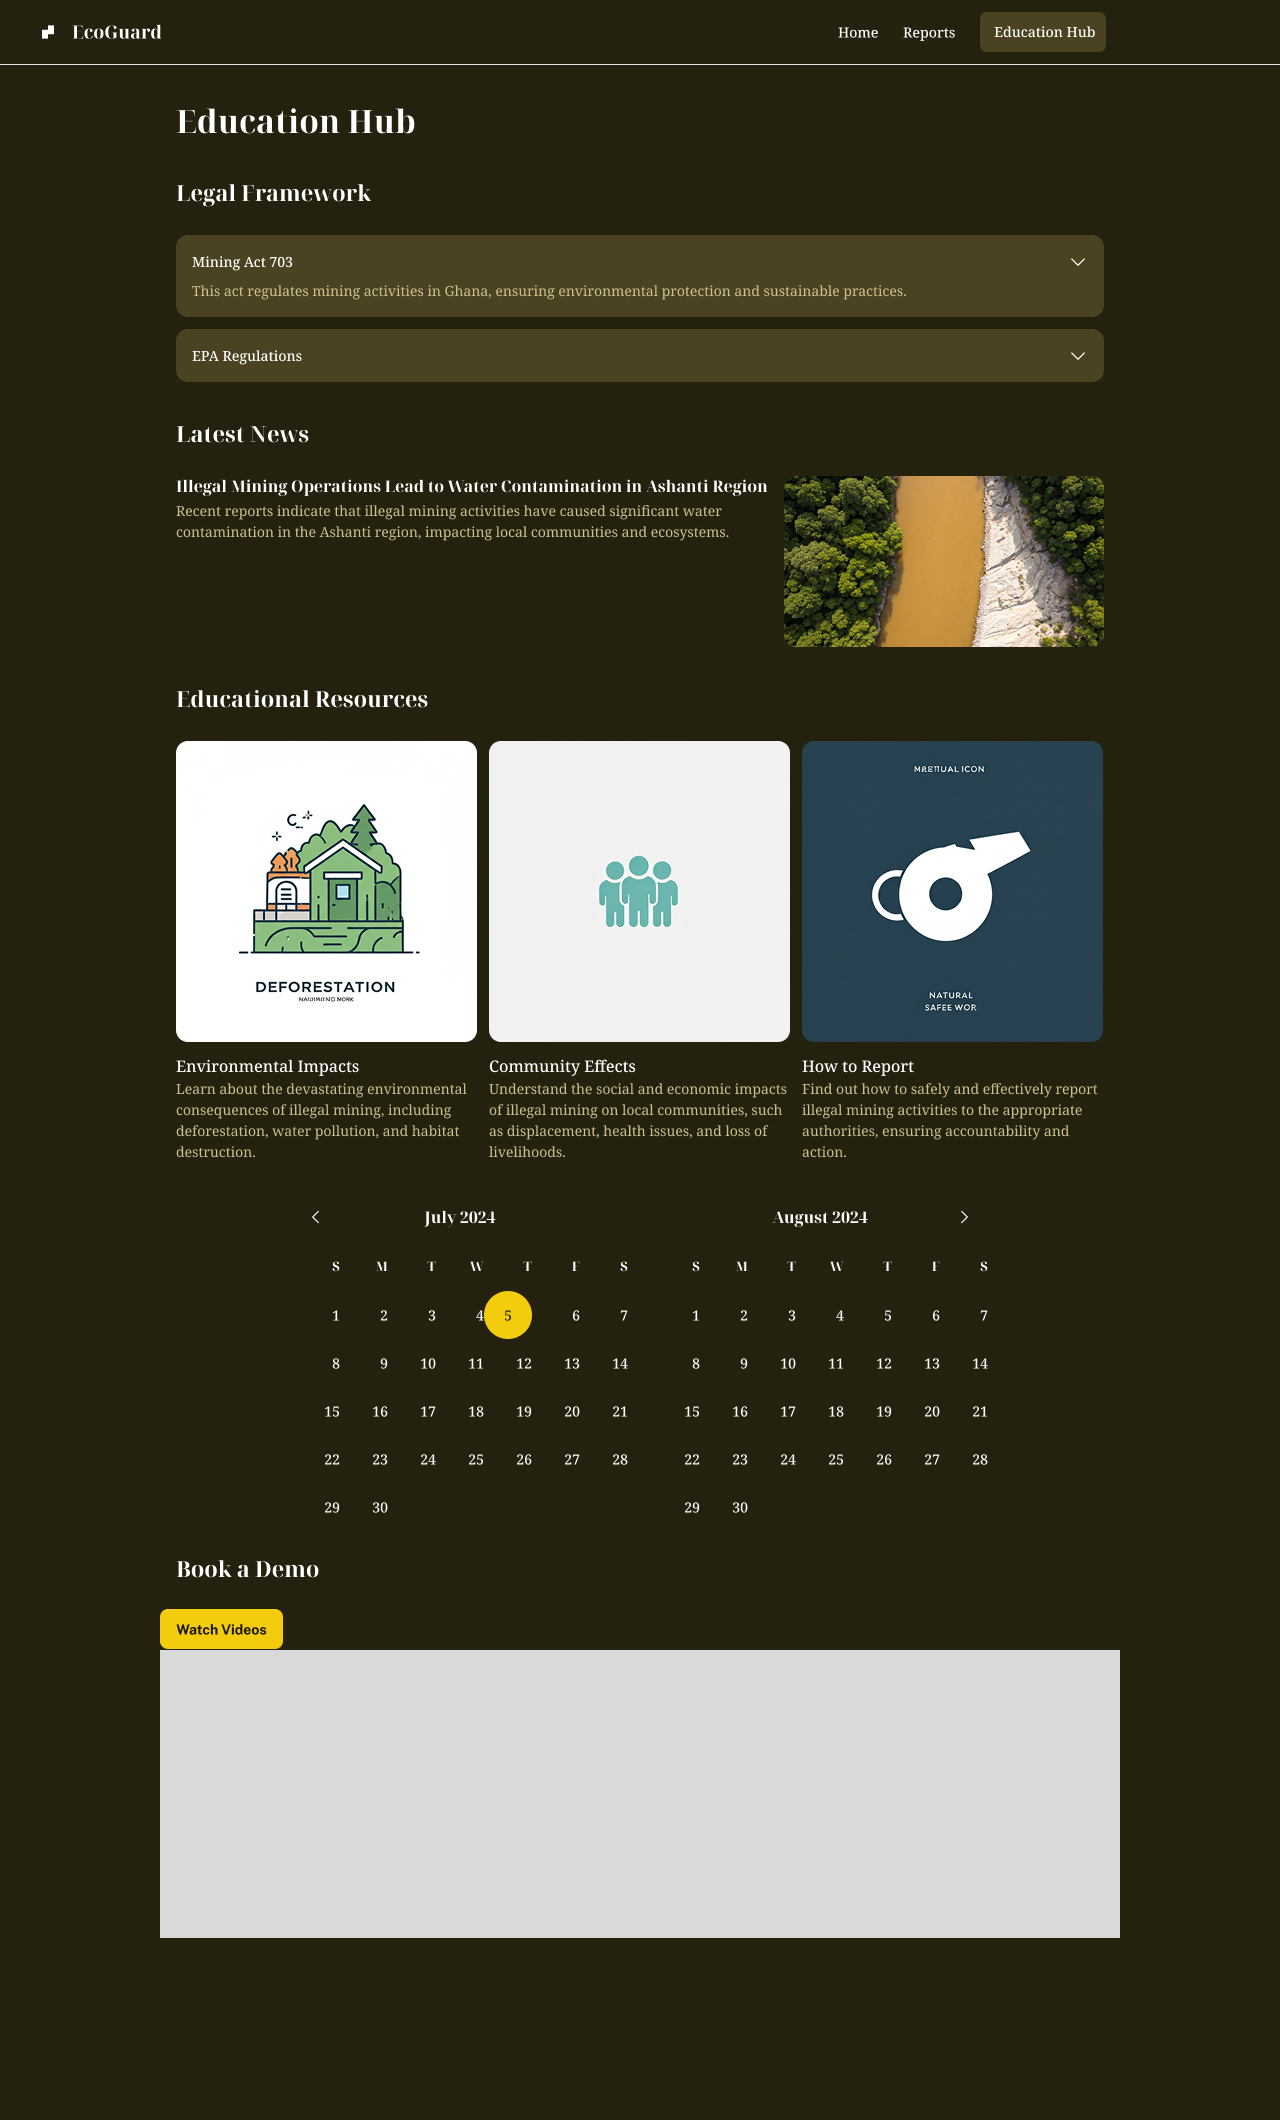 EcoGuard
Home Reports Education Hub
Education Hub
Legal Framework
Mining Act 703
This act regulates mining activities in Ghana, ensuring environmental protection and sustainable practices.
EPA Regulations
Latest News
Illegal Mining Operations Lead to Water Contamination in Ashanti Region
Recent reports indicate that illegal mining activities have caused significant water
contamination in the Ashanti region, impacting local communities and ecosystems.
Educational Resources
DEFORESTATION
NATURAL
SAFEE WOR
Environmental Impacts
Learn about the devastating environmental
consequences of illegal mining, including
deforestation, water pollution, and habitat
destruction.
Community Effects
Understand the social and economic impacts
of illegal mining on local communities, such
as displacement, health issues, and loss of
livelihoods.
How to Report
Find out how to safely and effectively report
illegal mining activities to the appropriate
authorities, ensuring accountability and
action.
July 2024
S M T W T F S
1 2 3 4 5 6 7
8 9 10 11 12 13 14
15 16 17 18 19 20 21
22 23 24 25 26 27 28
29 30
August 2024
S M T W T F S
1 2 3 4 5 6 7
8 9 10 11 12 13 14
15 16 17 18 19 20 21
22 23 24 25 26 27 28
29 30
Book a Demo
Watch Videos